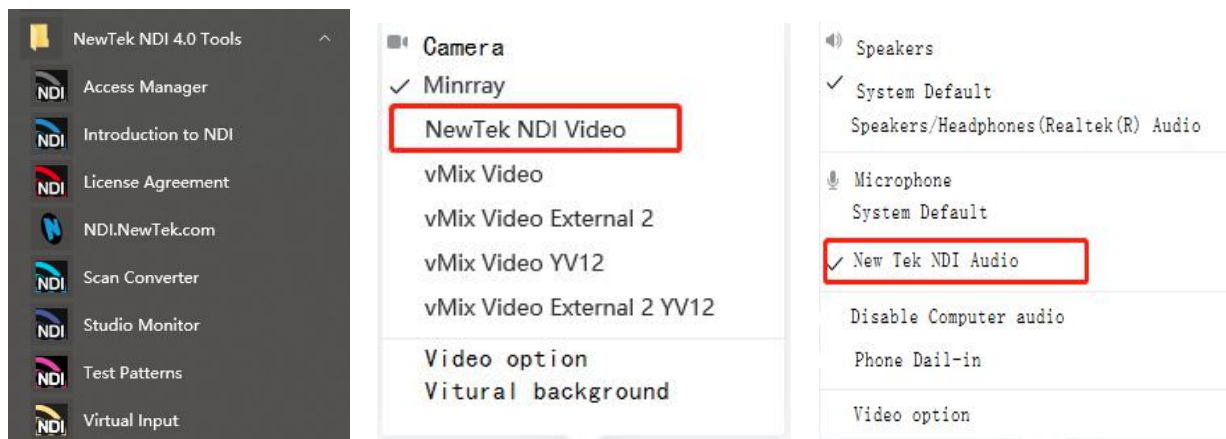 NewTek NDI 4.0 Tools
NDI Access Manager
NDI Introduction to NDI
NDI License Agreement
NDI.NewTek.com
NDI Scan Converter
NDI Studio Monitor
NDI Test Patterns
NDI Virtual Input
Camera
Minrray
NewTek NDI Video
vMix Video
vMix Video External 2
vMix Video YV12
vMix Video External 2 YV12
Video option
Vitural background
Speakers
System Default
Speakers/Headphones(Realtek(R) Audio
Microphone
System Default
New Tek NDI Audio
Disable Computer audio
Phone Dail-in
Video option